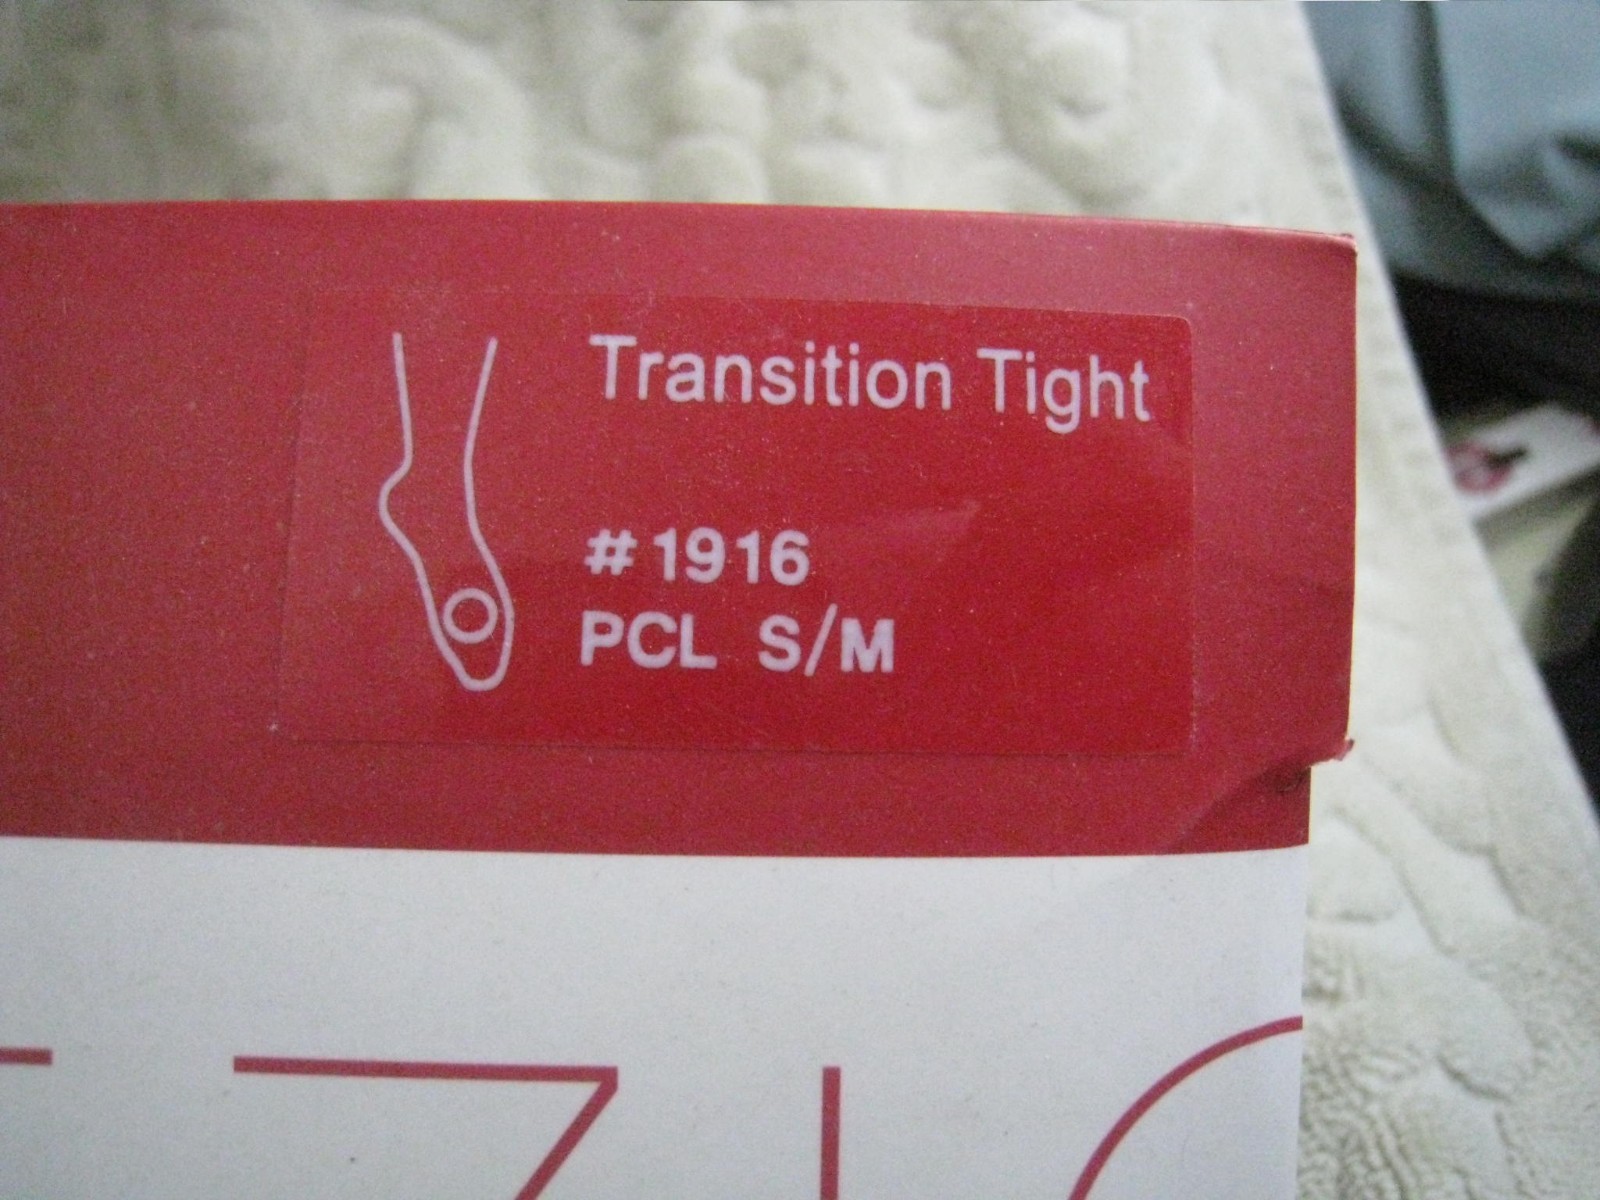 Transition Tight
#1916
PCL S/M